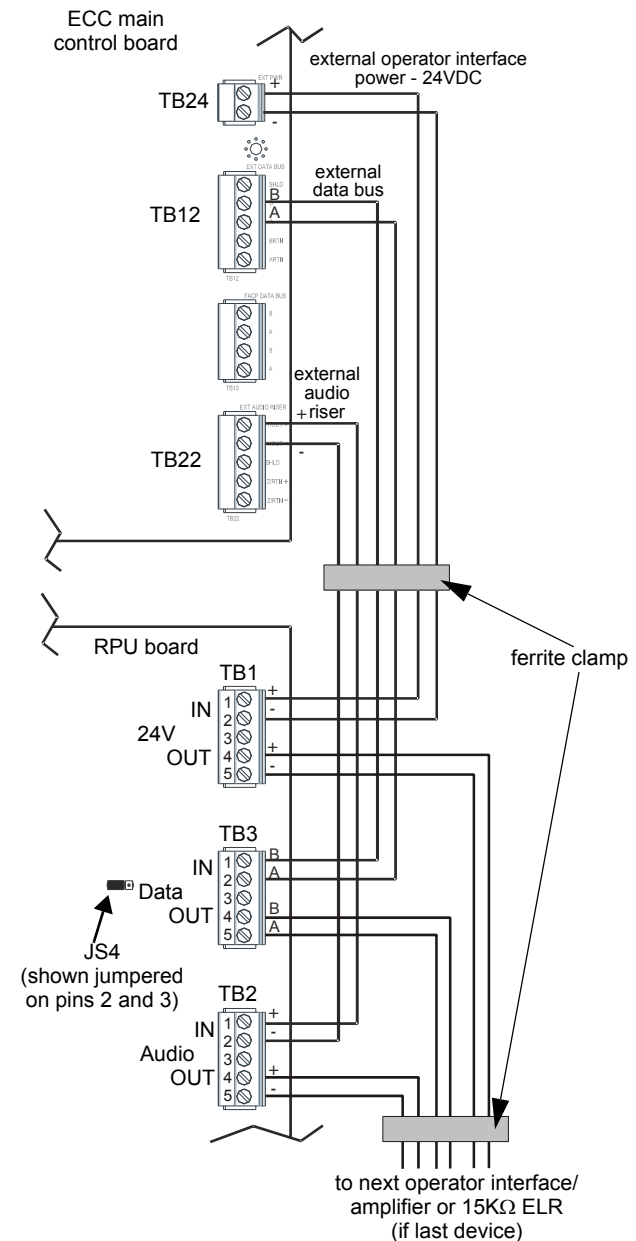 ECC main
control board
external operator interface
power - 24VDC
EXT PWR
+
TB24
-
EXT DATA BUS
external
data bus
SHLD
B
TB12
A
BRTN
ARTN
TB12
FACP DATA BUS
B
A
B
A
TB13
external
audio
riser
EXT AUDIO RISER
+
-
TB22
SHLD
Z/RTN +
Z/RTN -
TB22
RPU board
ferrite clamp
TB1
IN
24V
OUT
1 +
2 -
3
4 +
5 -
TB3
IN
Data
OUT
1 B
2 A
3
4 B
5 A
JS4
(shown jumpered
on pins 2 and 3)
TB2
IN
Audio
OUT
1 +
2 -
3
4 +
5 -
to next operator interface/
amplifier or 15KΩ ELR
(if last device)